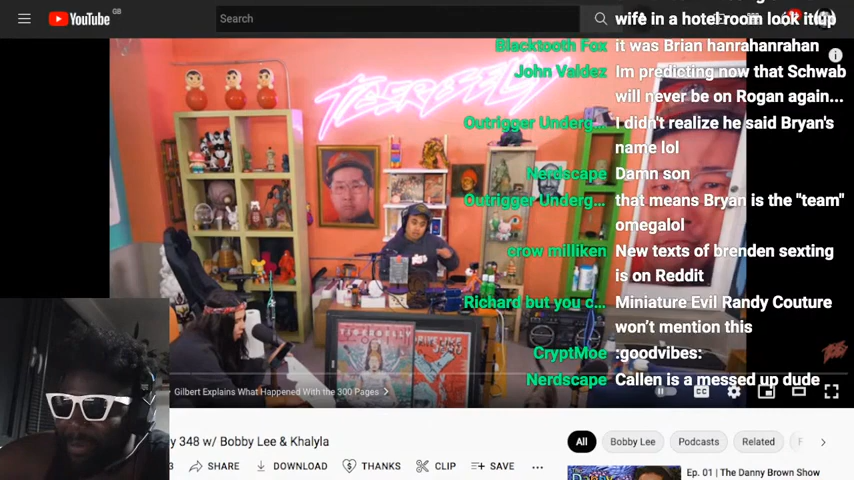 YouTube GB
Search
wife in a hotel room look itup
Blacktooth Fox it was Brian hanrahanrahan
John Valdez Im predicting now that Schwab
will never be on Rogan again...
Outrigger Underg... I didn't realize he said Bryan's
name lol
Nerdscape Damn son
Outrigger Underg... that means Bryan is the "team"
omegalol
crow milliken New texts of brenden sexting
is on Reddit
Richard but you c... Miniature Evil Randy Couture
won't mention this
CryptMoe :goodvibes:
Nerdscape Callen is a messed up dude
TIGERBELLY
TIGERBELLY
Gilbert Explains What Happened With the 300 Pages >
y 348 w/ Bobby Lee & Khalyla
3 SHARE DOWNLOAD THANKS CLIP SAVE ...
All Bobby Lee Podcasts Related F
Ep. 01 | The Danny Brown Show